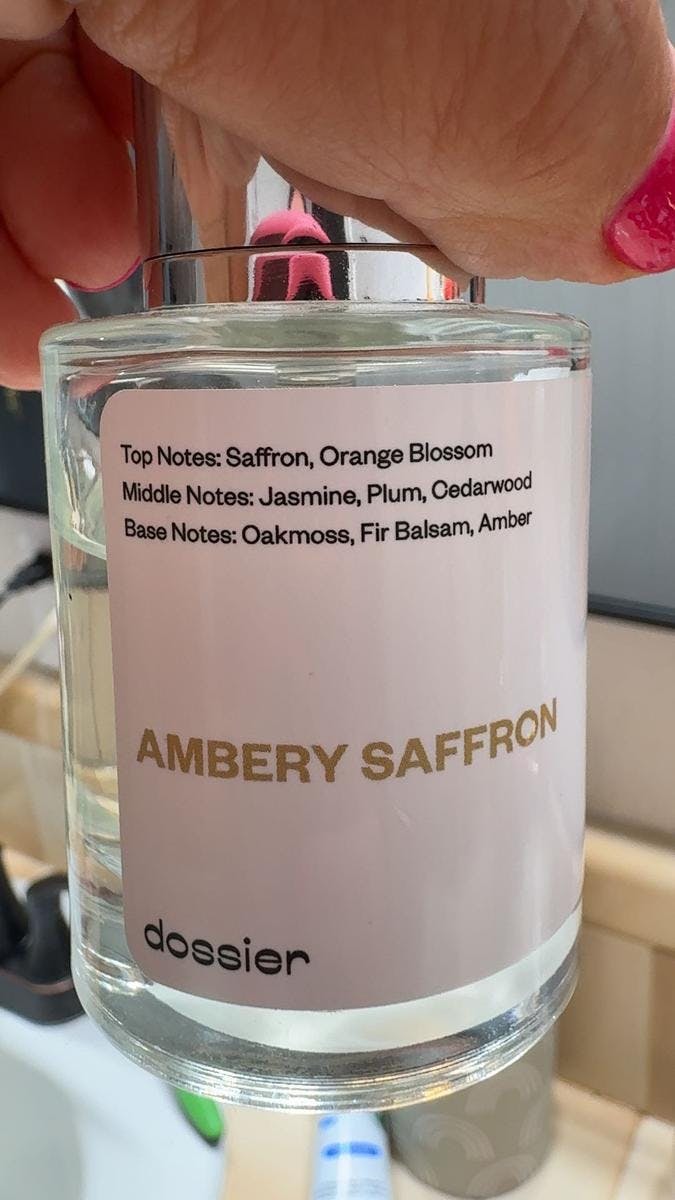 Top Notes: Saffron, Orange Blossom
Middle Notes: Jasmine, Plum, Cedarwood
Base Notes: Oakmoss, Fir Balsam, Amber
AMBERY SAFFRON
dossier